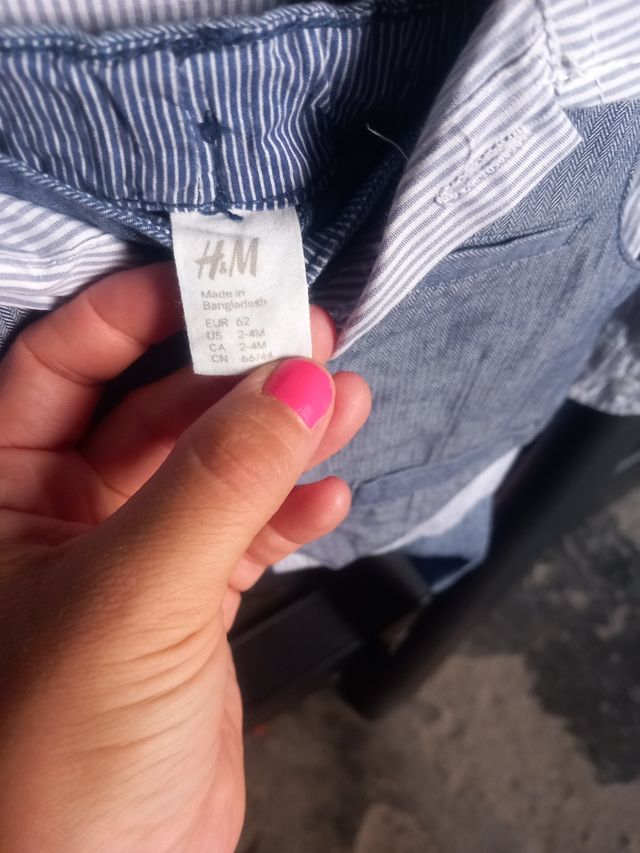 H&M
Made in
Bangladesh
EUR 62
US 2-4M
CA 2-4M
CN 66/44